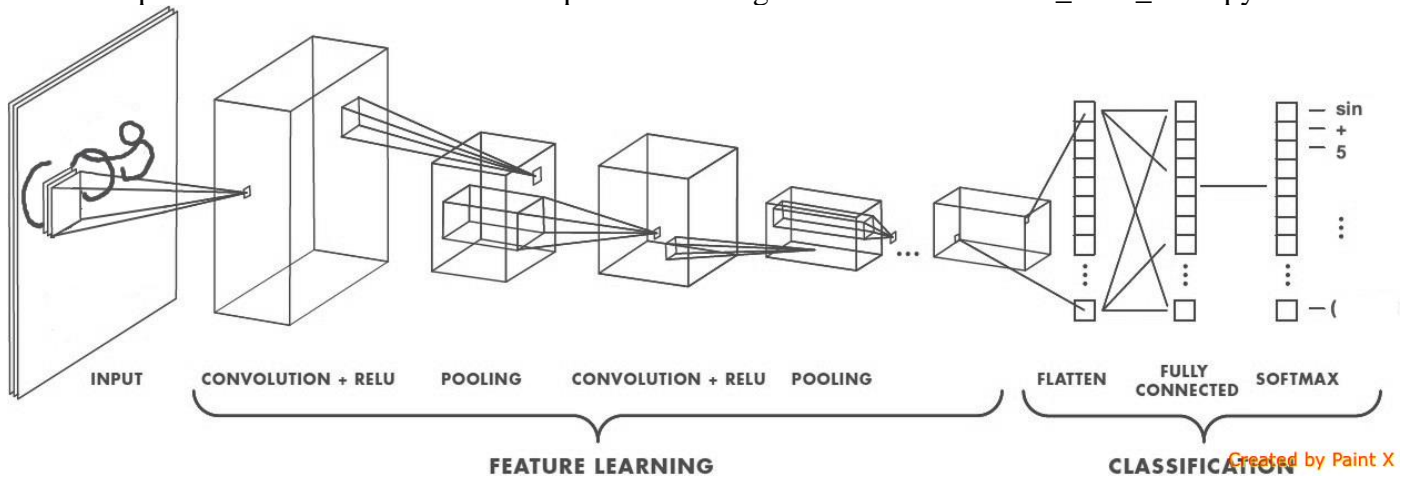 sin
+
5
(
INPUT
CONVOLUTION + RELU
POOLING
CONVOLUTION + RELU
POOLING
FLATTEN
FULLY
CONNECTED
SOFTMAX
FEATURE LEARNING
CLASSIFICATION
Created by Paint X